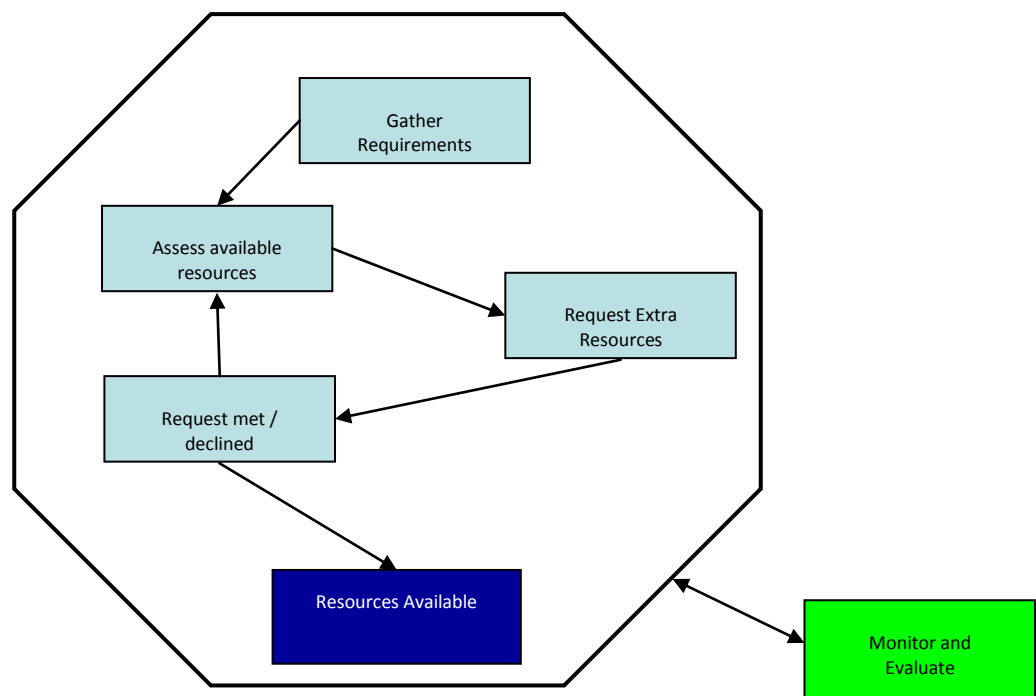 Gather
Requirements
Assess available
resources
Request Extra
Resources
Request met /
declined
Resources Available
Monitor and
Evaluate